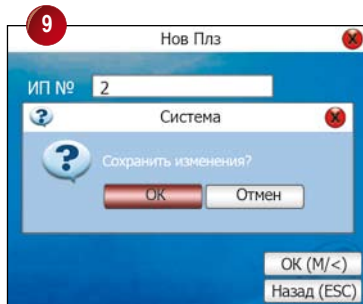 9
Нов Плз
ИП № 2
Система
Сохранить изменения?
OK Отмен
OK (M/<)
Назад (ESC)